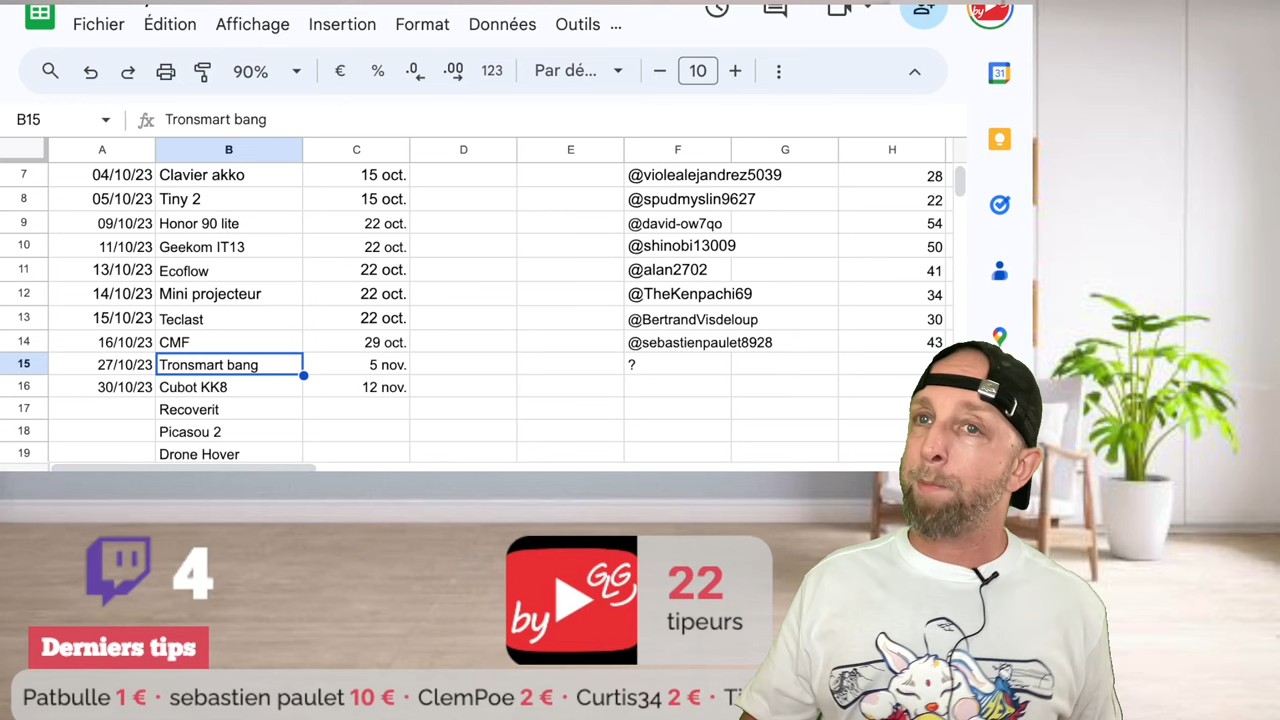 Fichier Édition Affichage Insertion Format Données Outils ...
90% € % .0 .00 123 Par dé... − 10 +
31
B15 fx Tronsmart bang
A B C D E F G H
7 04/10/23 Clavier akko 15 oct. @violealejandrez5039 28
8 05/10/23 Tiny 2 15 oct. @spudmyslin9627 22
9 09/10/23 Honor 90 lite 22 oct. @david-ow7qo 54
10 11/10/23 Geekom IT13 22 oct. @shinobi13009 50
11 13/10/23 Ecoflow 22 oct. @alan2702 41
12 14/10/23 Mini projecteur 22 oct. @TheKenpachi69 34
13 15/10/23 Teclast 22 oct. @BertrandVisdeloup 30
14 16/10/23 CMF 29 oct. @sebastienpaulet8928 43
15 27/10/23 Tronsmart bang 5 nov. ?
16 30/10/23 Cubot KK8 12 nov.
17 Recoverit
18 Picasou 2
19 Drone Hover
4
by GLG
22
tipeurs
Derniers tips
Patbulle 1 € · sebastien paulet 10 € · ClemPoe 2 € · Curtis34 2 € · Ti